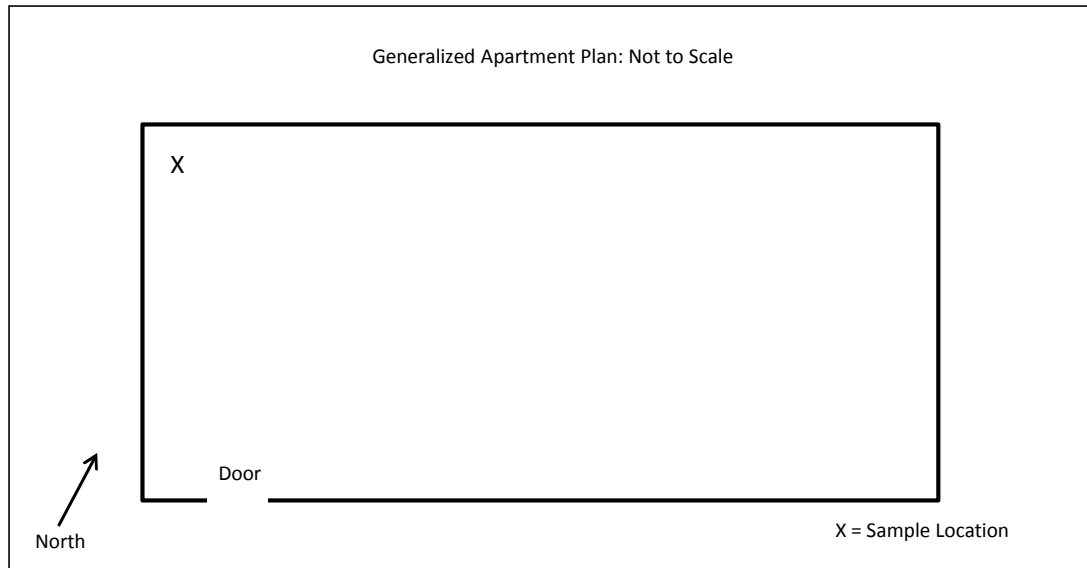 Generalized Apartment Plan: Not to Scale
X
Door
North
X = Sample Location